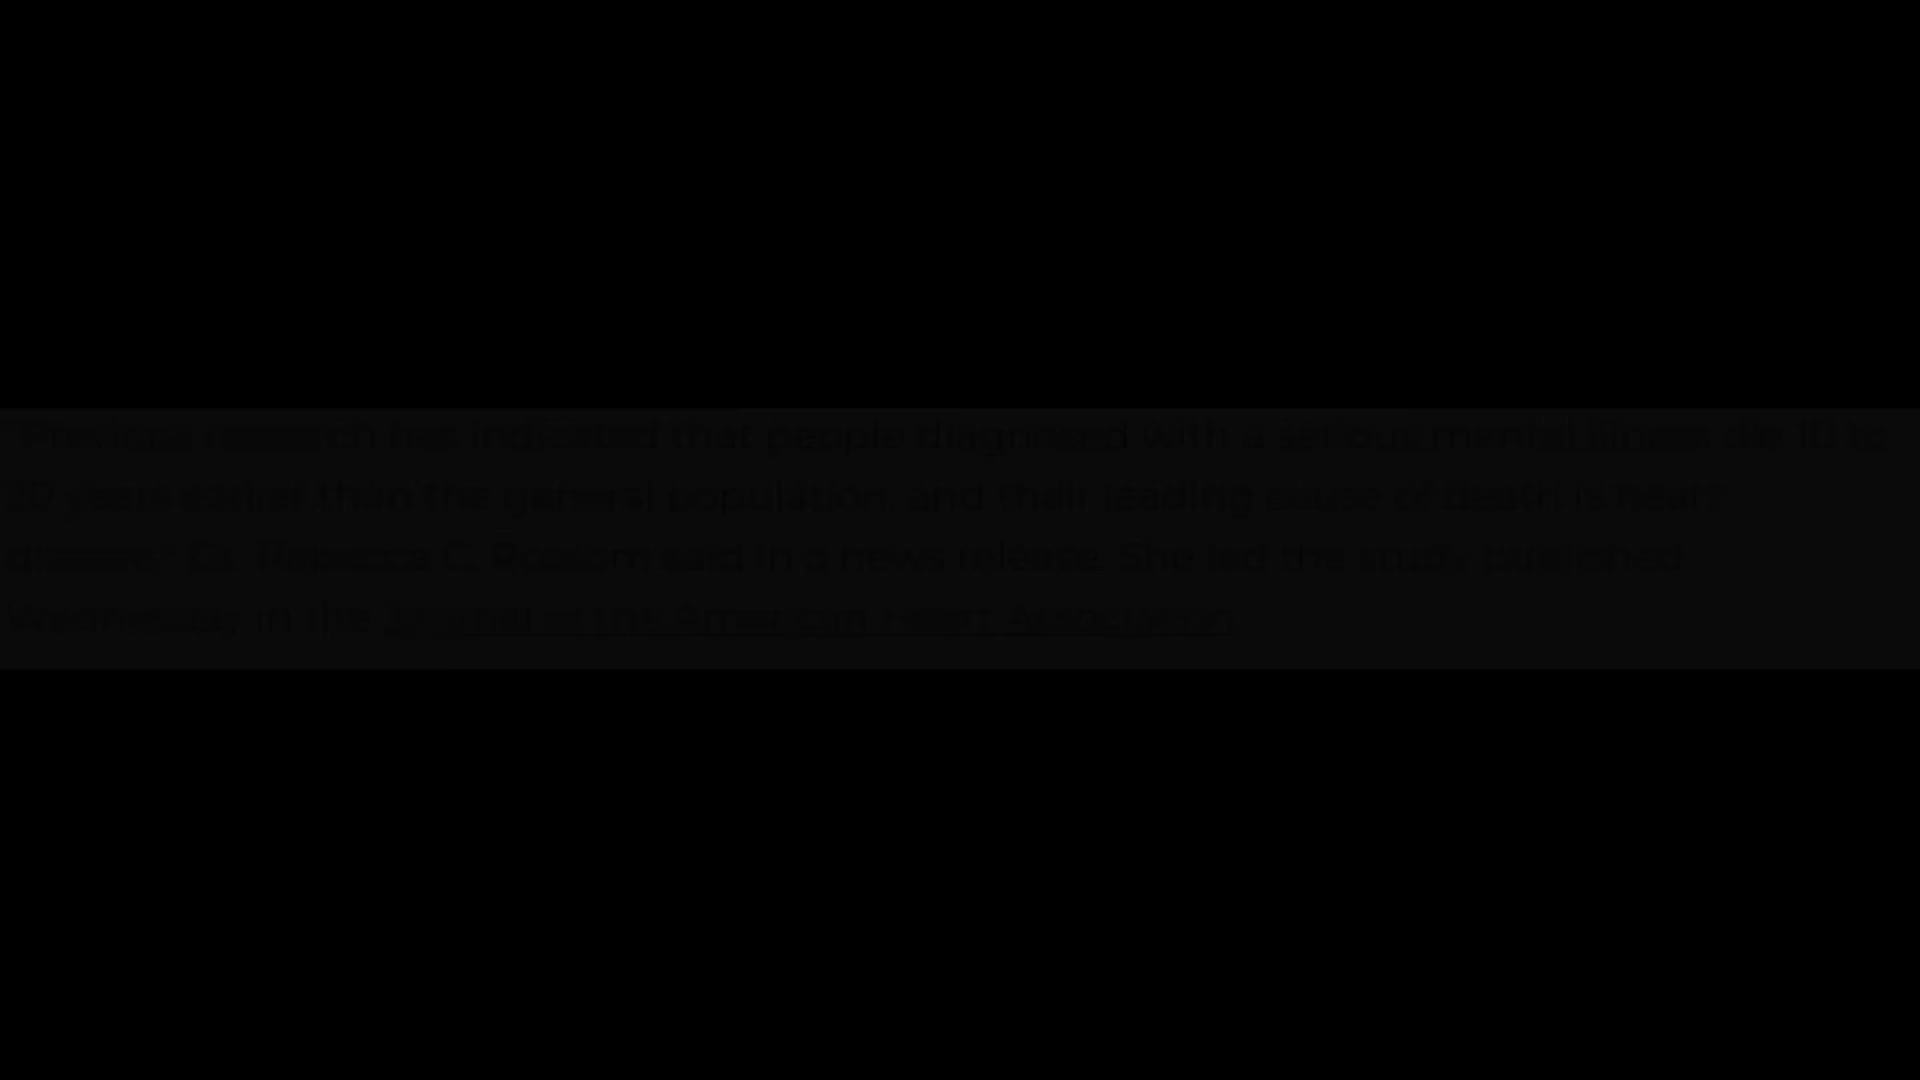 "Previous research has indicated that people diagnosed with a serious mental illness die 10 to
20 years earlier than the general population, and their leading cause of death is heart
disease," Dr. Rebecca C. Rossom said in a news release. She led the study published
Wednesday in the Journal of the American Heart Association.